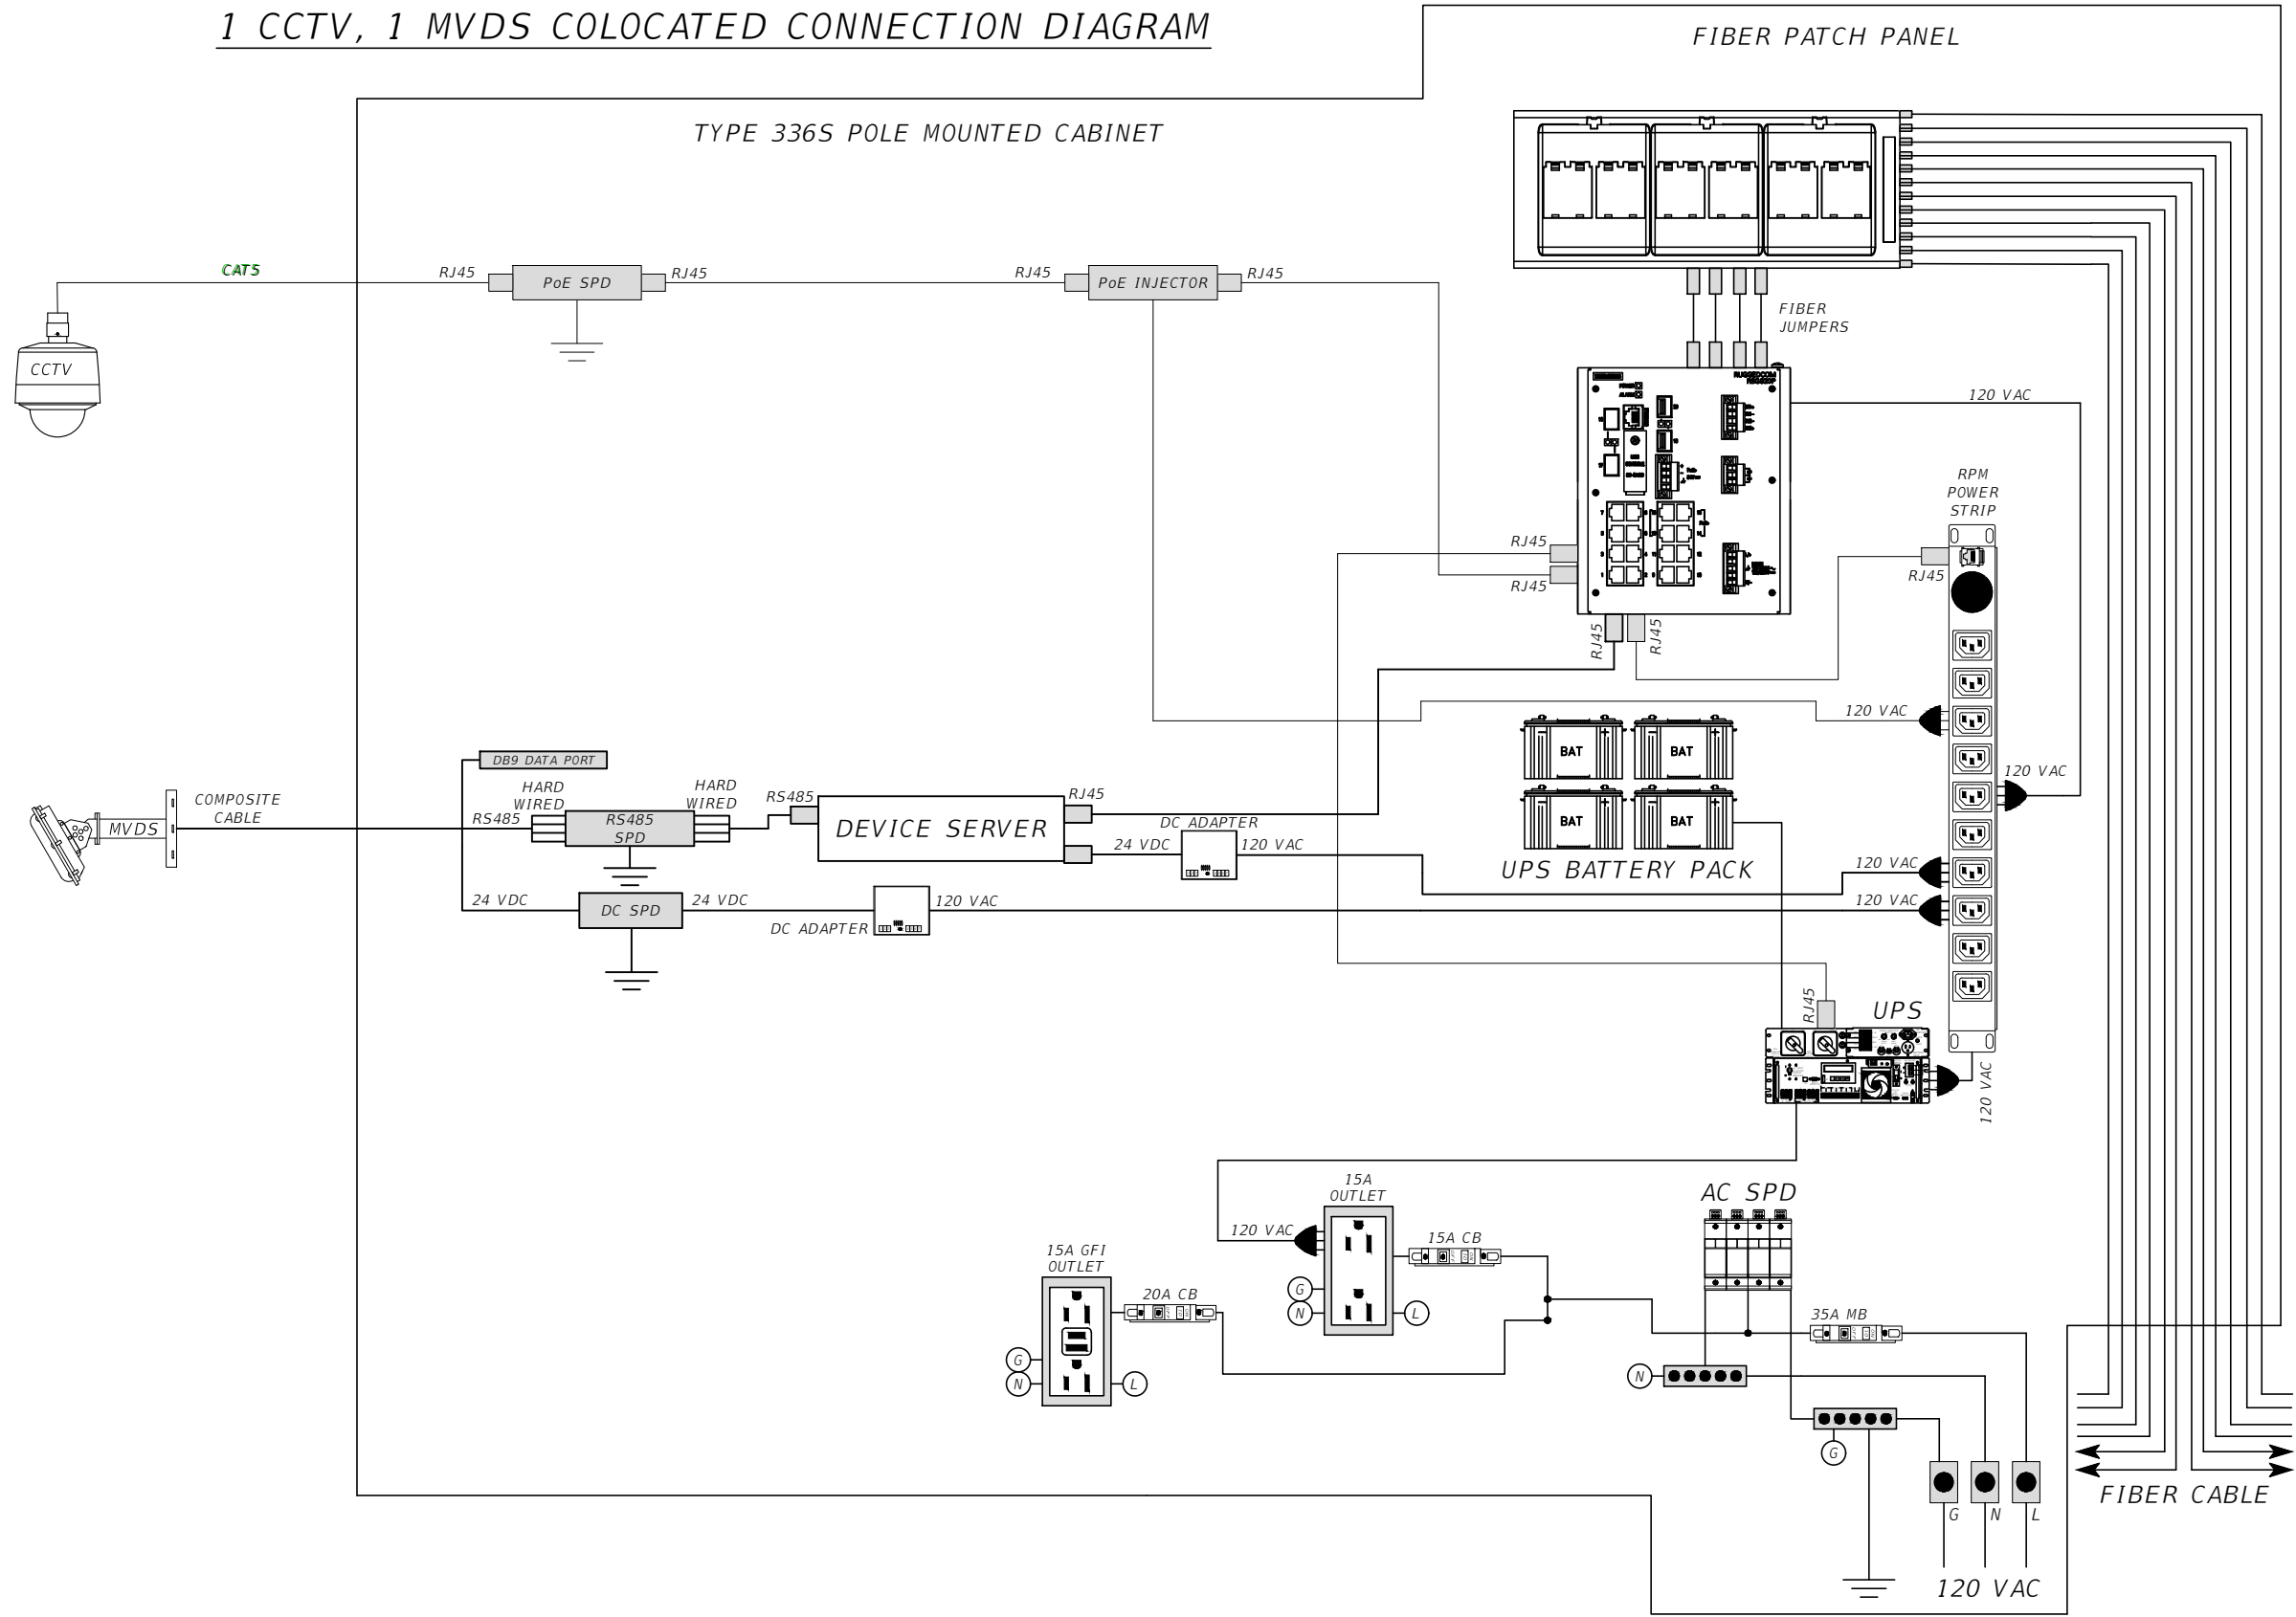 1 CCTV, 1 MVDS COLOCATED CONNECTION DIAGRAM
FIBER PATCH PANEL
TYPE 336S POLE MOUNTED CABINET
CAT5
RJ45
PoE SPD
RJ45
RJ45
PoE INJECTOR
RJ45
FIBER
JUMPERS
CCTV
RUGGEDCOM
120 VAC
RPM
POWER
STRIP
RJ45
RJ45
RJ45
RJ45
RJ45
120 VAC
BAT
BAT
BAT
BAT
UPS BATTERY PACK
120 VAC
DB9 DATA PORT
HARD
WIRED
HARD
WIRED
COMPOSITE
CABLE
MVDS
RS485
RS485
SPD
RS485
DEVICE SERVER
RJ45
DC ADAPTER
24 VDC
120 VAC
120 VAC
24 VDC
DC SPD
24 VDC
DC ADAPTER
120 VAC
120 VAC
RJ45
UPS
120 VAC
15A
OUTLET
120 VAC
15A CB
AC SPD
15A GFI
OUTLET
20A CB
G
N
L
35A MB
G
N
L
N
G
G
N
L
120 VAC
FIBER CABLE